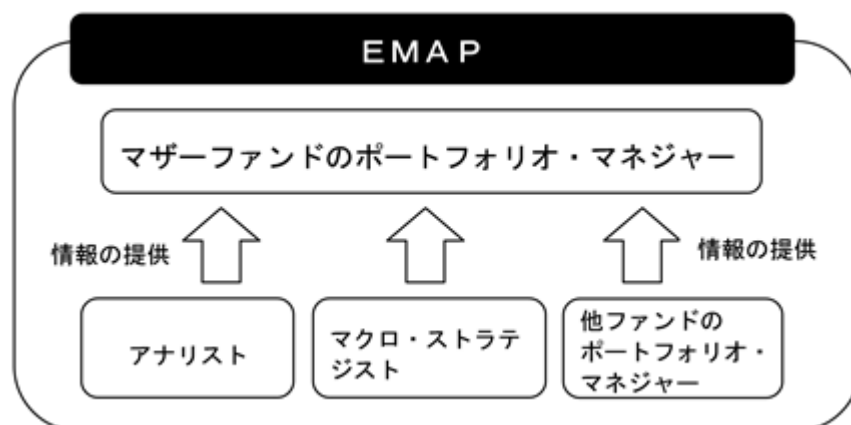 EMAP
マザーファンドのポートフォリオ・マネジャー
情報の提供
情報の提供
アナリスト
マクロ・ストラテ
ジスト
他ファンドの
ポートフォリオ・
マネジャー